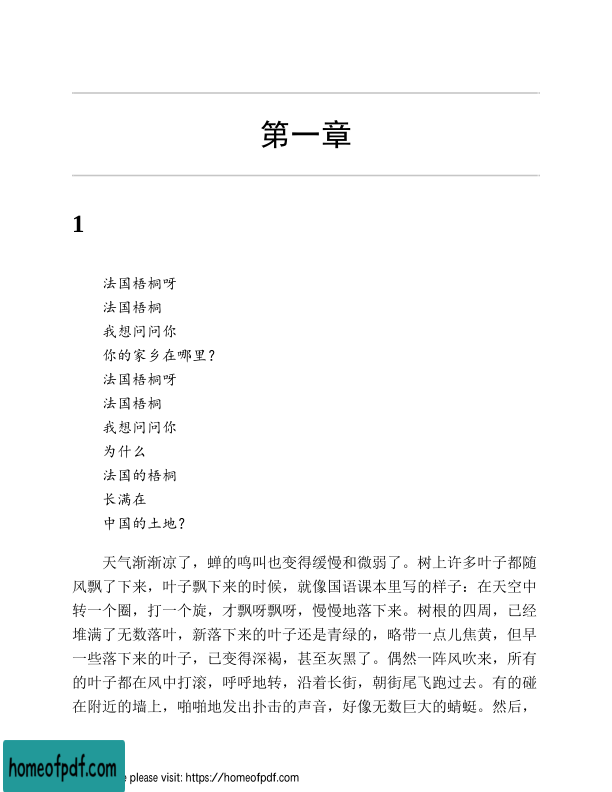 第一章
1
法国梧桐呀
法国梧桐
我想问问你
你的家乡在哪里？
法国梧桐呀
法国梧桐
我想问问你
为什么
法国的梧桐
长满在
中国的土地？
天气渐渐凉了，蝉的鸣叫也变得缓慢和微弱了。树上许多叶子都随
风飘了下来，叶子飘下来的时候，就像国语课本里写的样子：在天空中
转一个圈，打一个旋，才飘呀飘呀，慢慢地落下来。树根的四周，已经
堆满了无数落叶，新落下来的叶子还是青绿的，略带一点儿焦黄，但早
一些落下来的叶子，已变得深褐，甚至灰黑了。偶然一阵风吹来，所有
的叶子都在风中打滚，呼呼地转，沿着长街，朝街尾飞跑过去。有的碰
在附近的墙上，啪啪地发出扑击的声音，好像无数巨大的蜻蜓。然后，
homeofpdf.com
e please visit: https://homeofpdf.com